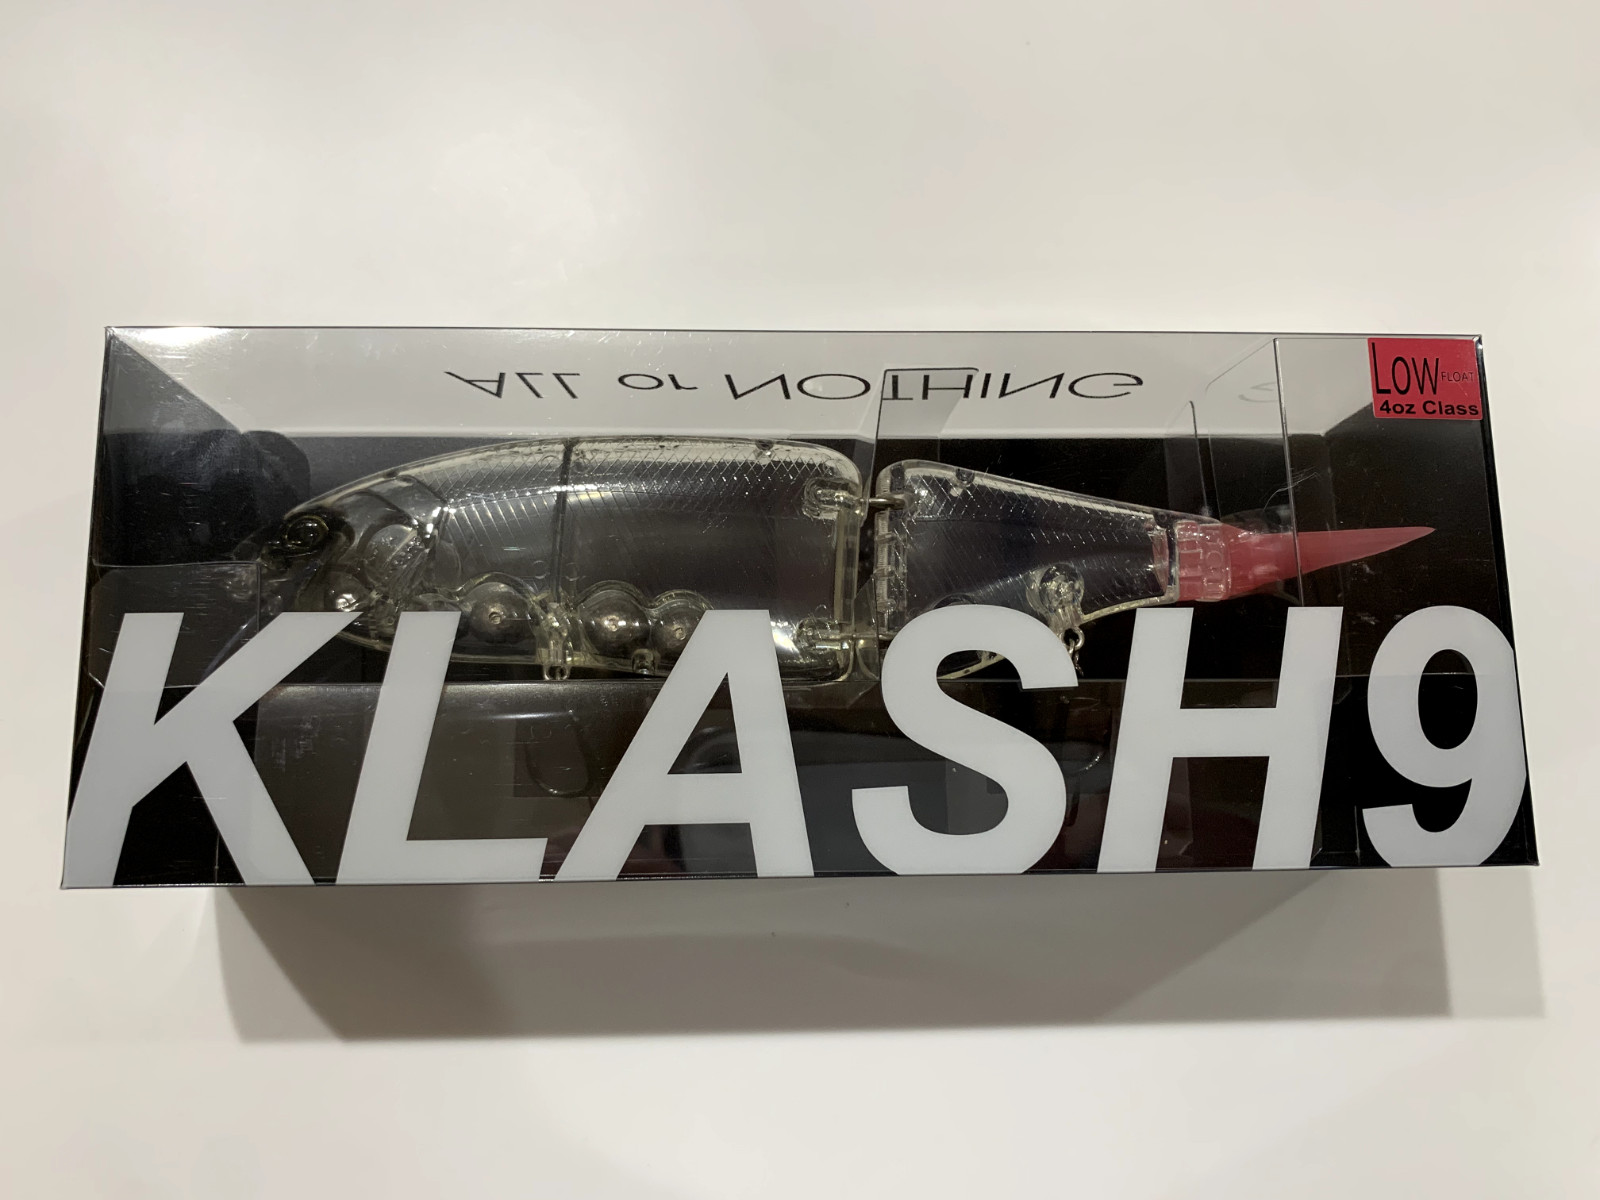 ALL or NOTHING
LOW FLOAT
4oz Class
KLASH9